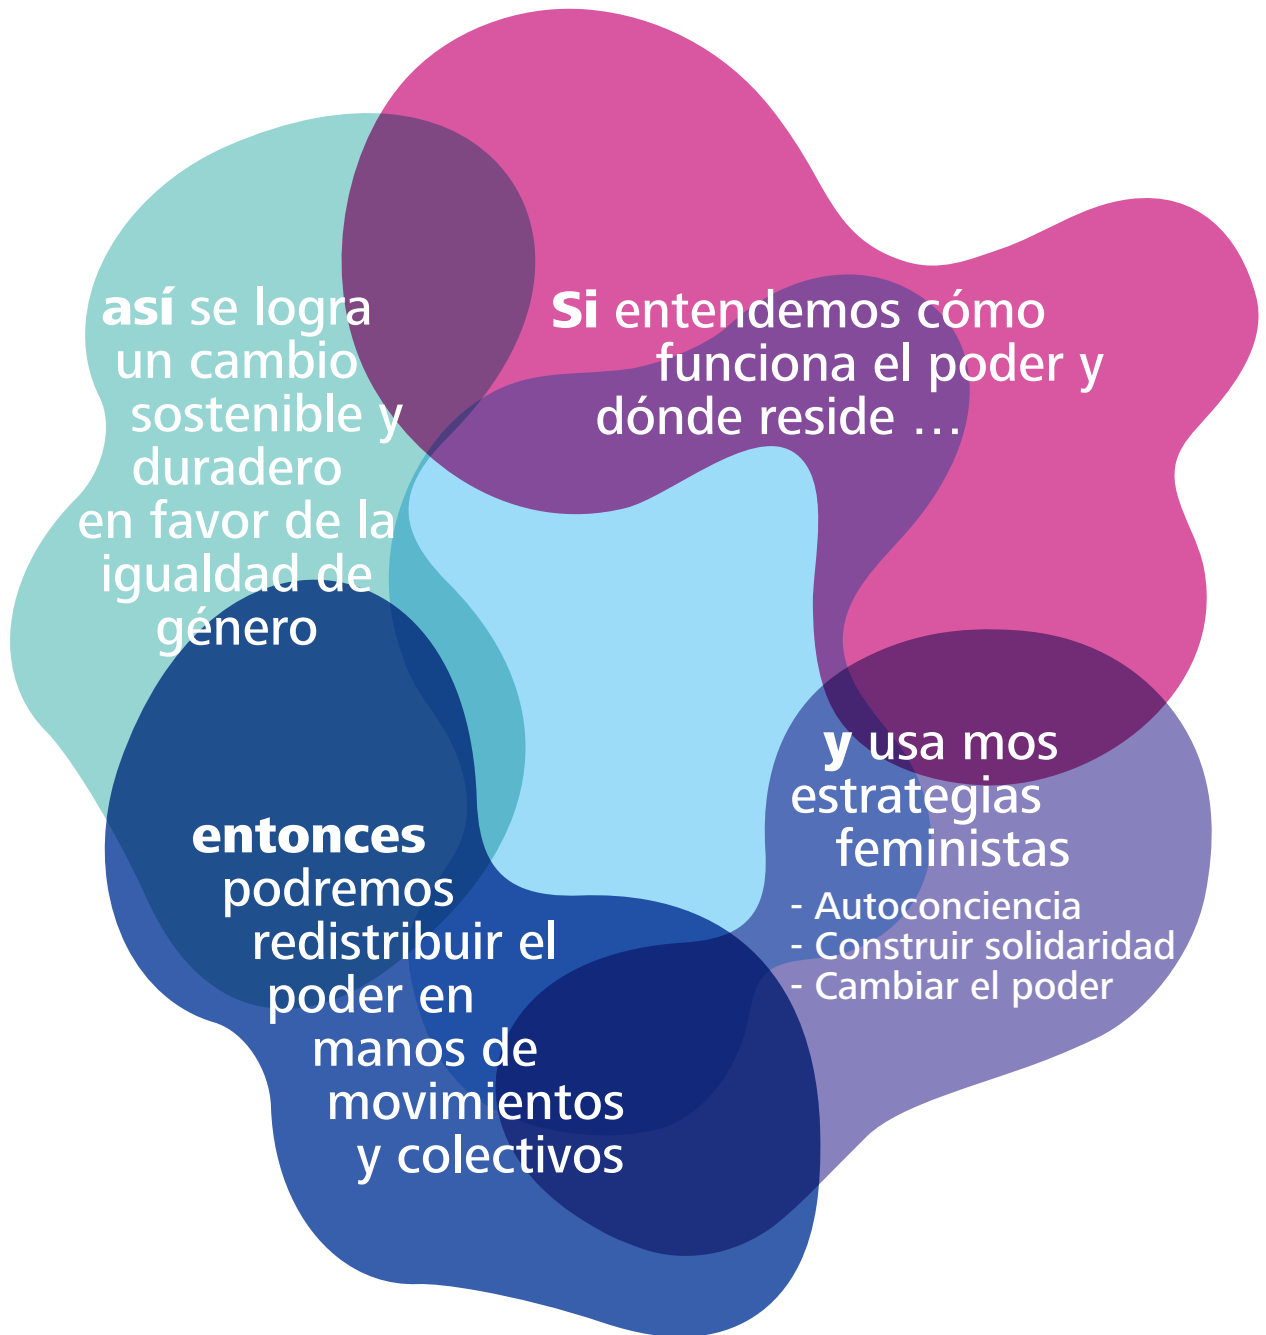 Si entendemos cómo
funciona el poder y
dónde reside …
y usa mos
estrategias
feministas
- Autoconciencia
- Construir solidaridad
- Cambiar el poder
entonces
podremos
redistribuir el
poder en
manos de
movimientos
y colectivos
así se logra
un cambio
sostenible y
duradero
en favor de la
igualdad de
género